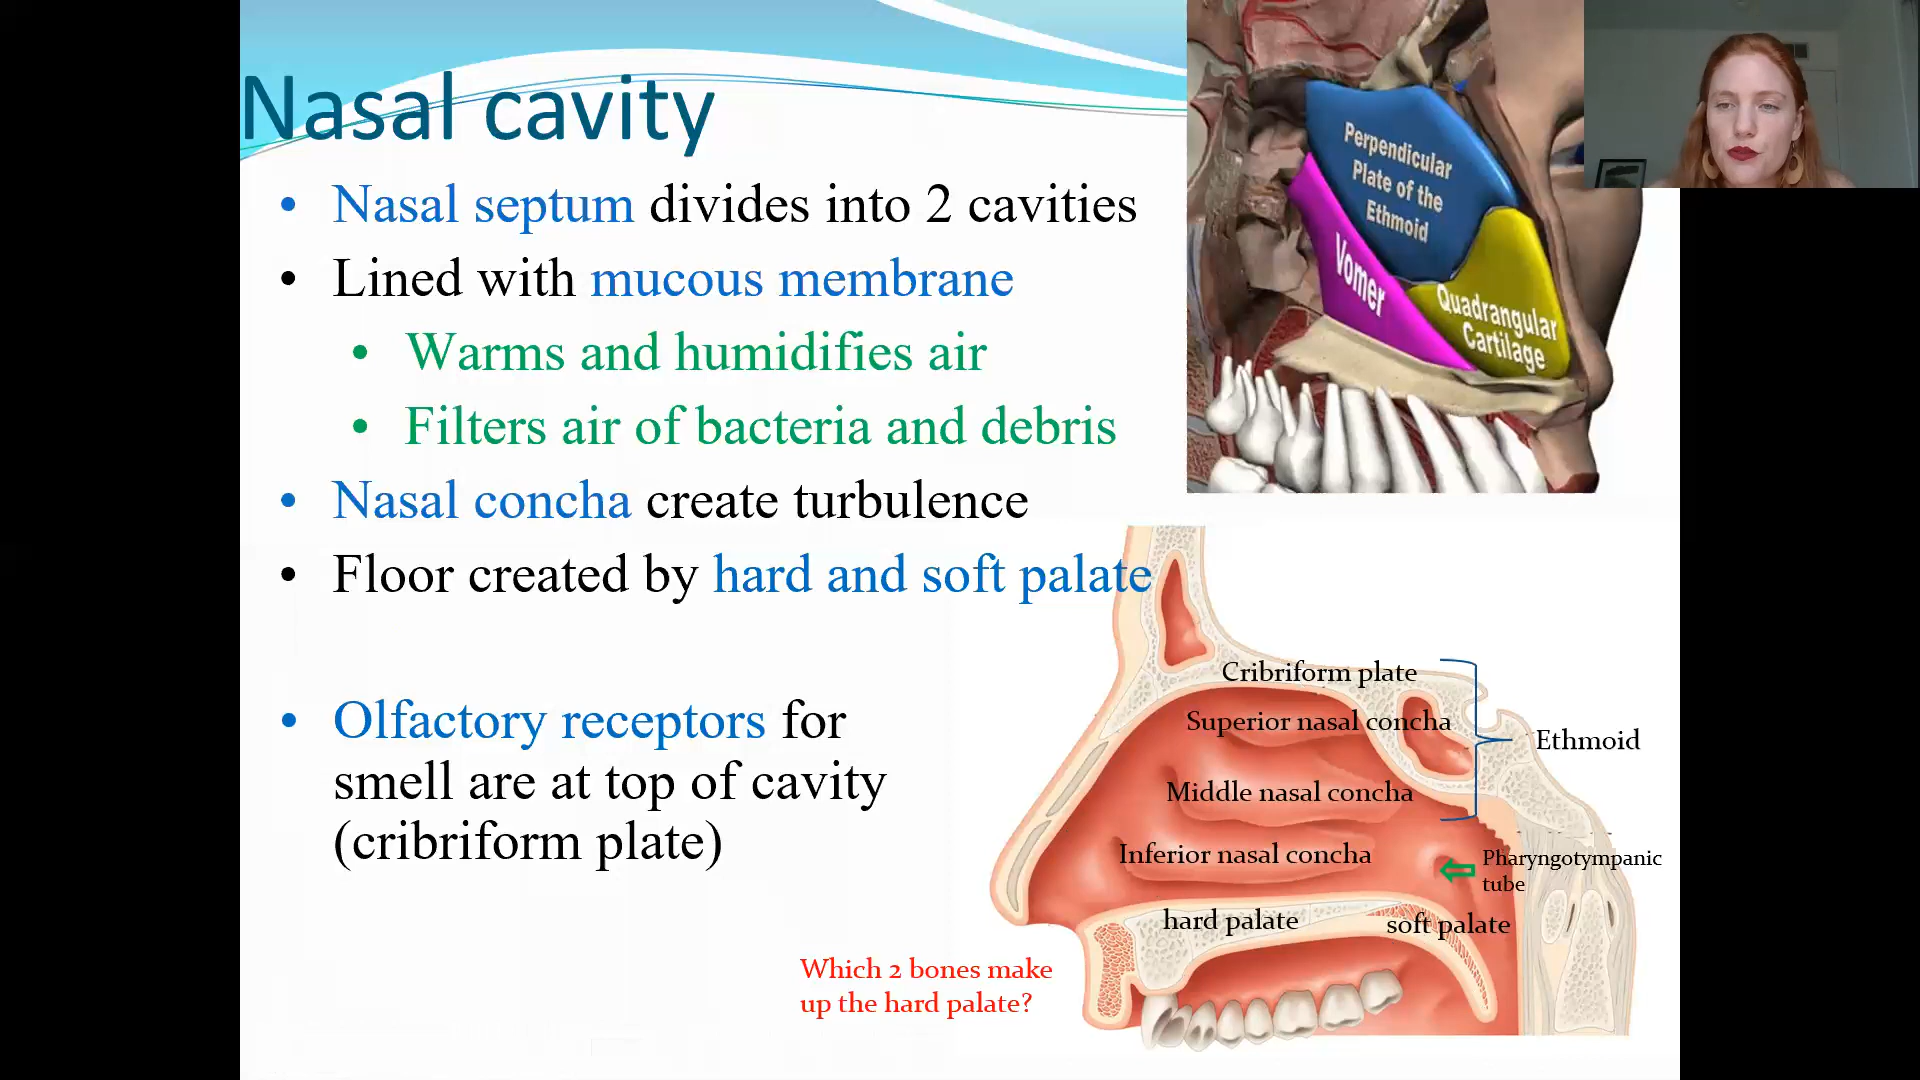 Nasal cavity
• Nasal septum divides into 2 cavities
• Lined with mucous membrane
• Warms and humidifies air
• Filters air of bacteria and debris
• Nasal concha create turbulence
• Floor created by hard and soft palate
• Olfactory receptors for
smell are at top of cavity
(cribriform plate)
Perpendicular
Plate of the
Ethmoid
Vomer
Quadrangular
Cartilage
Cribriform plate
Superior nasal concha
Ethmoid
Middle nasal concha
Inferior nasal concha
Pharyngotympanic
tube
hard palate
soft palate
Which 2 bones make
up the hard palate?